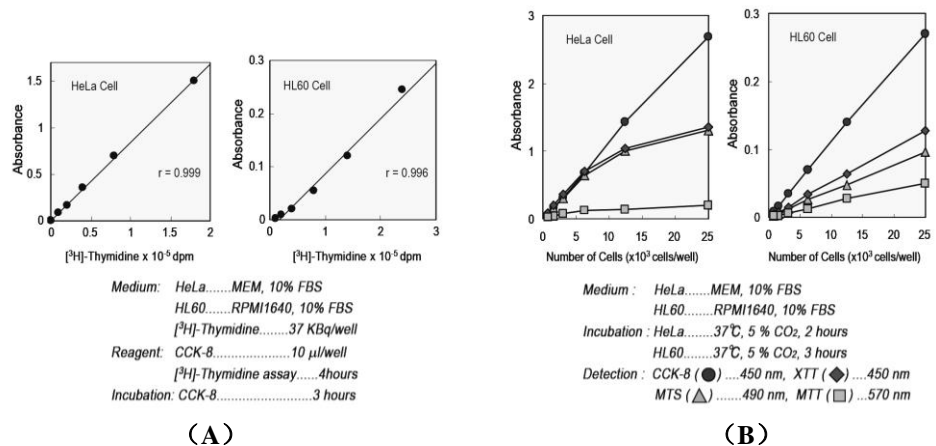 HeLa Cell
Absorbance
1.5
1
0.5
0
r = 0.999
0 0.5 1 1.5 2
[³H]-Thymidine x 10⁻⁵ dpm
HL60 Cell
Absorbance
0.3
0.2
0.1
0
r = 0.996
0 1 2 3
[³H]-Thymidine x 10⁻⁵ dpm
Medium: HeLa.......MEM, 10% FBS
HL60........RPMI1640, 10% FBS
[³H]-Thymidine........37 KBq/well
Reagent: CCK-8....................10 µl/well
[³H]-Thymidine assay.....4hours
Incubation: CCK-8....................3 hours
(A)
HeLa Cell
Absorbance
3
2
1
0
0 5 10 15 20 25
Number of Cells (x10³ cells/well)
HL60 Cell
Absorbance
0.3
0.2
0.1
0
0 5 10 15 20 25
Number of Cells (x10³ cells/well)
Medium : HeLa.......MEM, 10% FBS
HL60........RPMI1640, 10% FBS
Incubation : HeLa.......37℃, 5 % CO₂, 2 hours
HL60.......37℃, 5 % CO₂, 3 hours
Detection : CCK-8 (●) ....450 nm, XTT (◆).....450 nm
MTS (△) .......490 nm, MTT (□)....570 nm
(B)